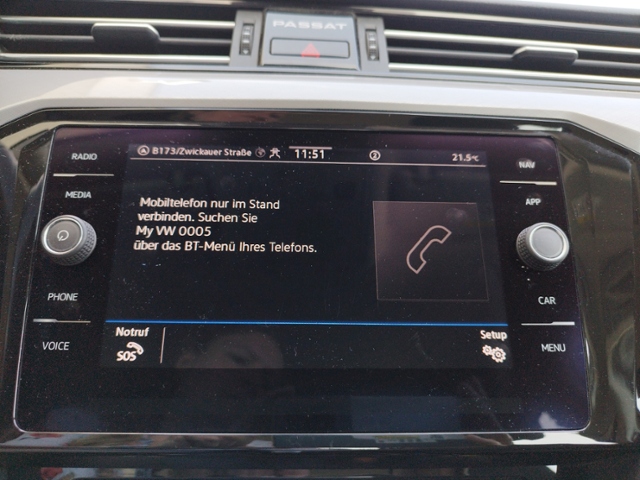 PASSAT
RADIO
MEDIA
PHONE
VOICE
B173/Zwickauer Straße
11:51
2
21.5°C
Mobiltelefon nur im Stand
verbinden. Suchen Sie
My VW 0005
über das BT-Menü Ihres Telefons.
Notruf
SOS
Setup
NAV
APP
CAR
MENU